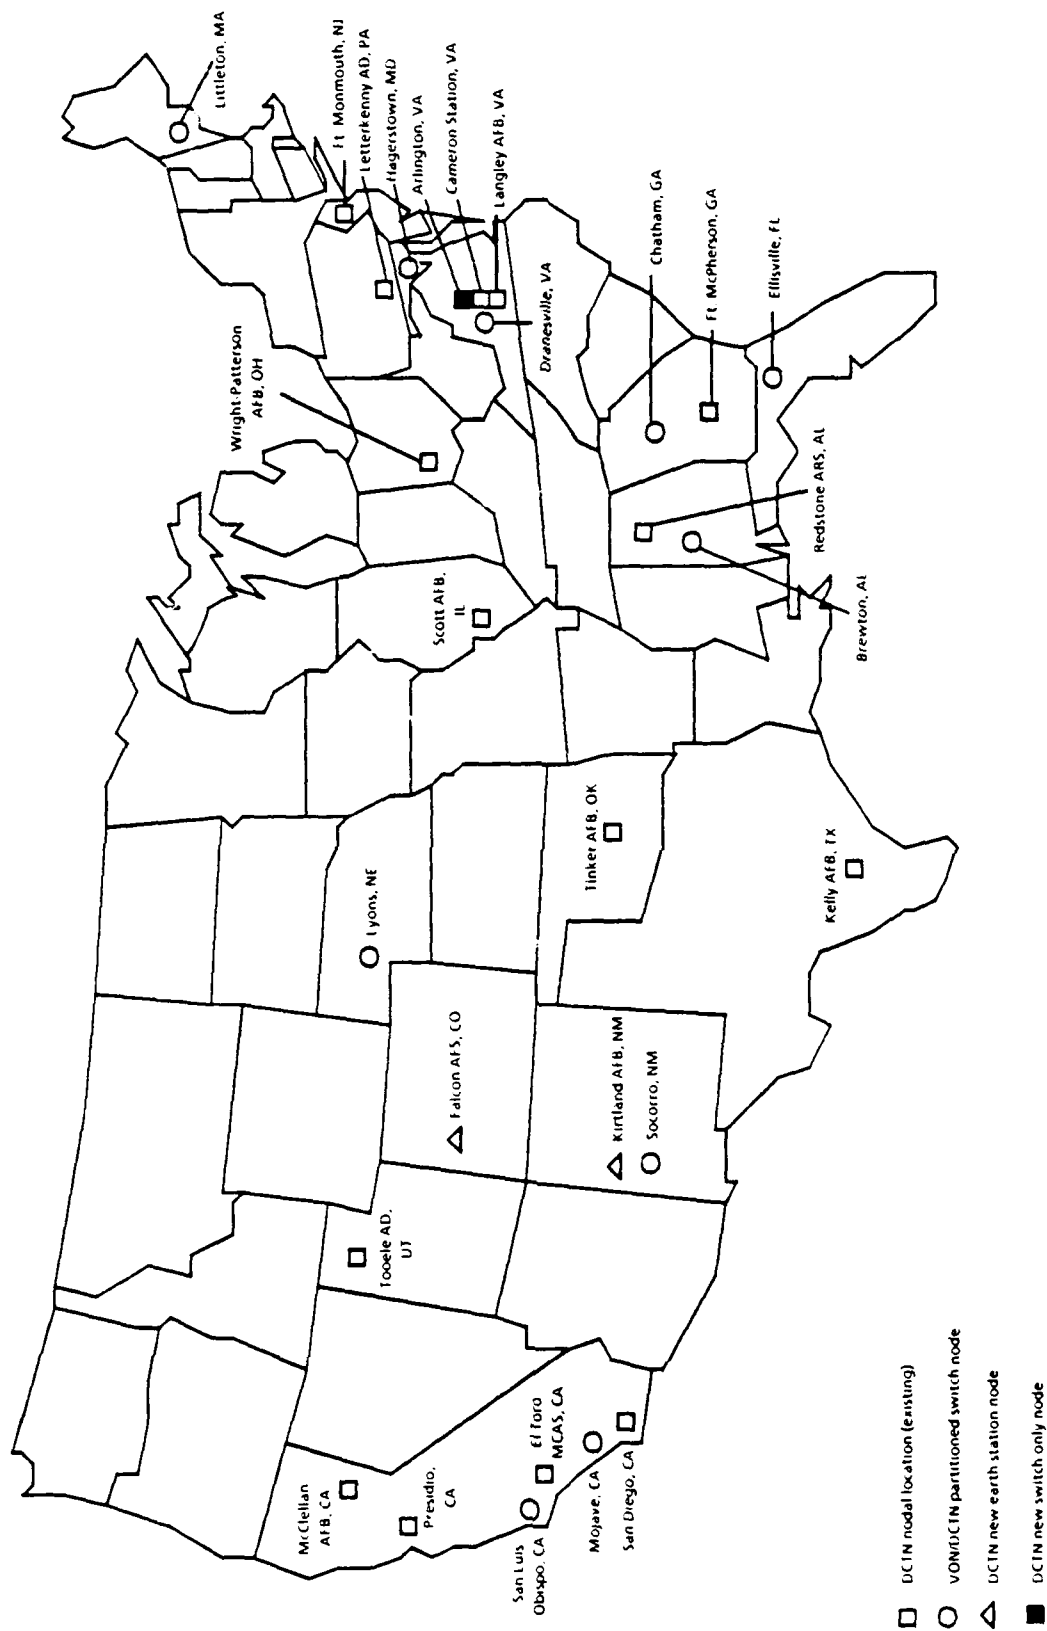 Littleton, MA
Ft. Monmouth, NJ
Letterkenny AD, PA
Hagerstown, MD
Arlington, VA
Cameron Station, VA
Langley AFB, VA
Dranesville, VA
Chatham, GA
Ft. McPherson, GA
Ellisville, FL
Wright-Patterson
AFB, OH
Redstone ARS, AL
Brewton, AL
Scott AFB,
IL
Tinker AFB, OK
Kelly AFB, TX
Lyons, NE
Falcon AFS, CO
Kirtland AFB, NM
Socorro, NM
Tooele AD,
UT
McClellan
AFB, CA
Presidio,
CA
San Luis
Obispo, CA
El Toro
MCAS, CA
Mojave, CA
San Diego, CA
DCTN nodal location (existing)
VON/DCTN partitioned switch node
DCTN new earth station node
DCTN new switch only node